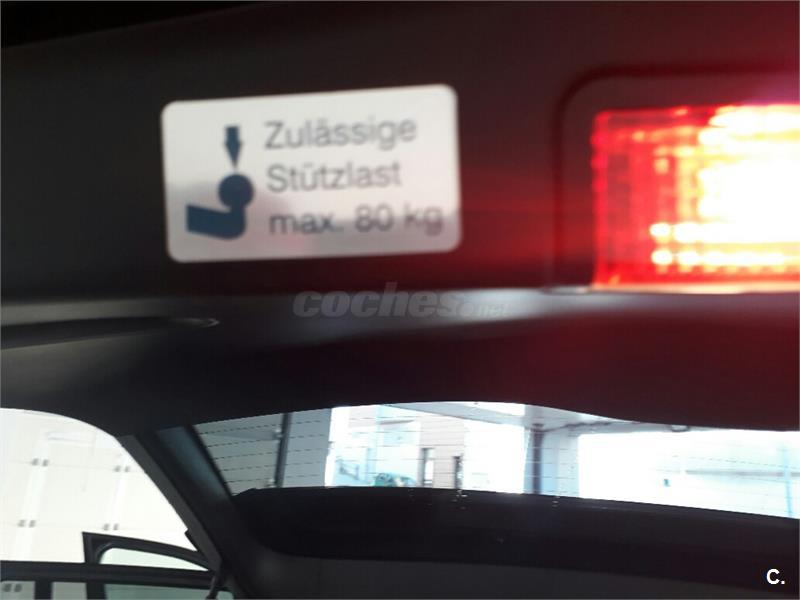 Zulässige
Stützlast
max. 80 kg
coches.net
C.